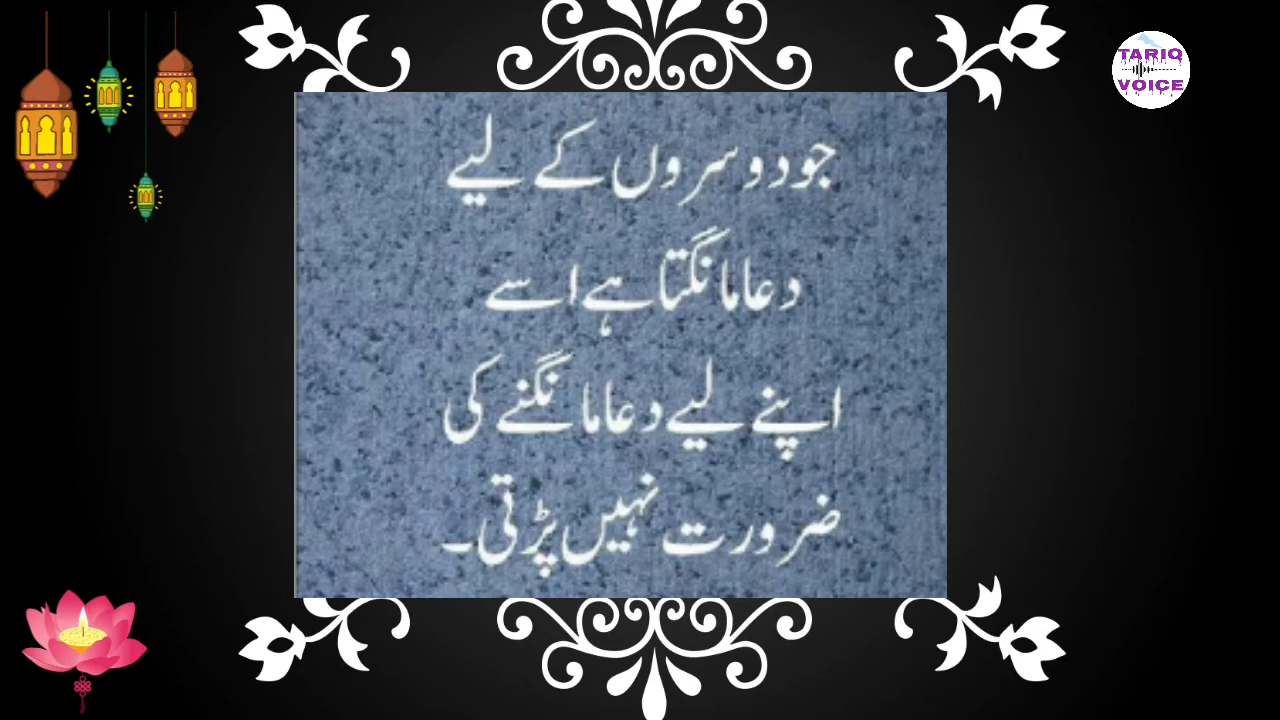 TARIQ
VOICE
جو دوسروں کے لیے
دعا مانگتا ہے اسے
اپنے لیے دعا مانگنے کی
ضرورت نہیں پڑتی۔